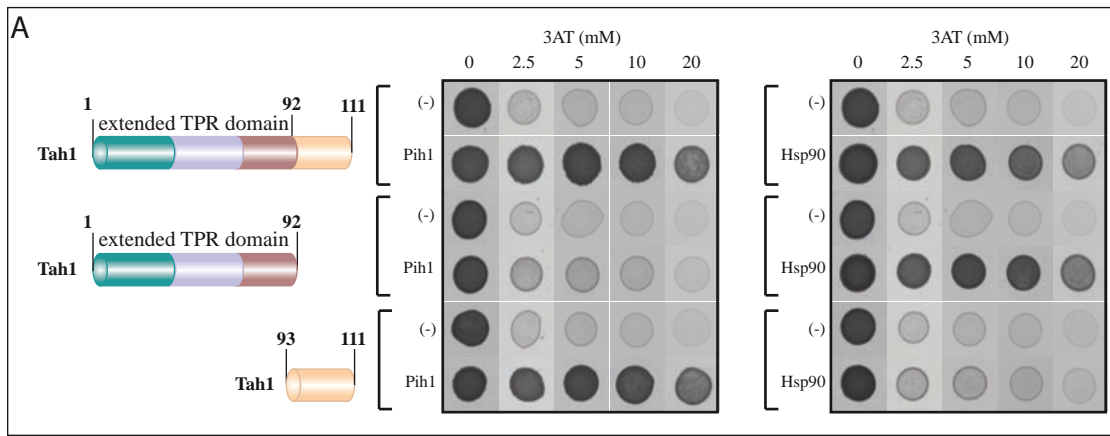 A
3AT (mM)
0 2.5 5 10 20
3AT (mM)
0 2.5 5 10 20
1 92 111
extended TPR domain
Tah1
(-)
Pih1
(-)
Hsp90
1 92
extended TPR domain
Tah1
(-)
Pih1
(-)
Hsp90
93 111
Tah1
(-)
Pih1
(-)
Hsp90